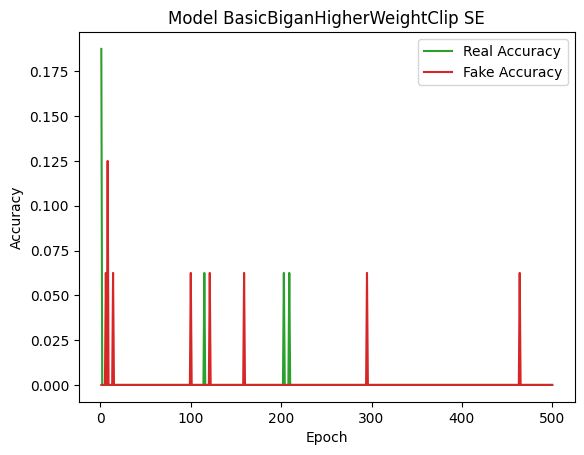 Model BasicBiganHigherWeightClip SE
Real Accuracy
Fake Accuracy
0.175
0.150
0.125
0.100
0.075
0.050
0.025
0.000
Accuracy
0 100 200 300 400 500
Epoch